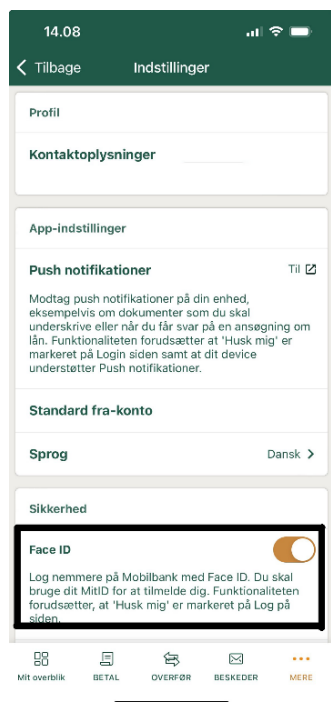 14.08
Tilbage
Indstillinger
Profil
Kontaktoplysninger
App-indstillinger
Push notifikationer
Til
Modtag push notifikationer på din enhed,
eksempelvis om dokumenter som du skal
underskrive eller når du får svar på en ansøgning om
lån. Funktionaliteten forudsætter at 'Husk mig' er
markeret på Login siden samt at dit device
understøtter Push notifikationer.
Standard fra-konto
Sprog
Dansk
Sikkerhed
Face ID
Log nemmere på Mobilbank med Face ID. Du skal
bruge dit MitID for at tilmelde dig. Funktionaliteten
forudsætter, at 'Husk mig' er markeret på Log på
siden.
Mit overblik
BETAL
OVERFØR
BESKEDER
MERE